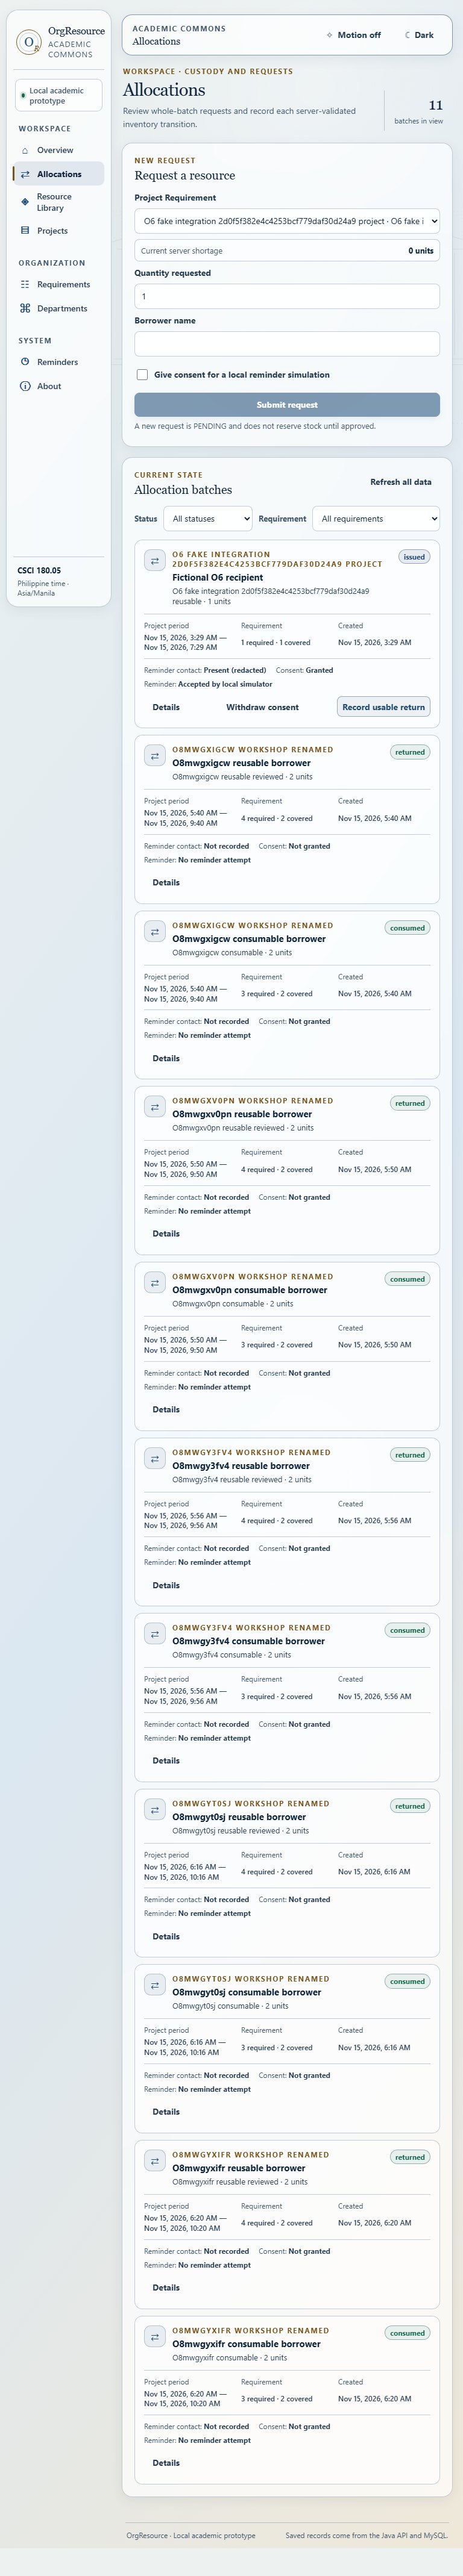 OrgResource
ACADEMIC
COMMONS
Local academic
prototype
WORKSPACE
Overview
Allocations
Resource
Library
Projects
ORGANIZATION
Requirements
Departments
SYSTEM
Reminders
About
CSCI 180.05
Philippine time ·
Asia/Manila
ACADEMIC COMMONS
Allocations
Motion off
Dark
WORKSPACE · CUSTODY AND REQUESTS
Allocations
Review whole-batch requests and record each server-validated
inventory transition.
11
batches in view
NEW REQUEST
Request a resource
Project Requirement
O6 fake integration 2d0f5f382e4c4253bcf779daf30d24a9 project · O6 fake i
Current server shortage
0 units
Quantity requested
1
Borrower name
Give consent for a local reminder simulation
Submit request
A new request is PENDING and does not reserve stock until approved.
CURRENT STATE
Allocation batches
Refresh all data
Status
All statuses
Requirement
All requirements
O6 FAKE INTEGRATION
2D0F5F382E4C4253BCF779DAF30D24A9 PROJECT
issued
Fictional O6 recipient
O6 fake integration 2d0f5f382e4c4253bcf779daf30d24a9
reusable · 1 units
Project period
Requirement
Created
Nov 15, 2026, 3:29 AM —
Nov 15, 2026, 7:29 AM
1 required · 1 covered
Nov 15, 2026, 3:29 AM
Reminder contact: Present (redacted) Consent: Granted
Reminder: Accepted by local simulator
Details
Withdraw consent
Record usable return
O8MWGXIGCW WORKSHOP RENAMED
returned
O8mwgxigcw reusable borrower
O8mwgxigcw reusable reviewed · 2 units
Project period
Requirement
Created
Nov 15, 2026, 5:40 AM —
Nov 15, 2026, 9:40 AM
4 required · 2 covered
Nov 15, 2026, 5:40 AM
Reminder contact: Not recorded Consent: Not granted
Reminder: No reminder attempt
Details
O8MWGXIGCW WORKSHOP RENAMED
consumed
O8mwgxigcw consumable borrower
O8mwgxigcw consumable · 2 units
Project period
Requirement
Created
Nov 15, 2026, 5:40 AM —
Nov 15, 2026, 9:40 AM
3 required · 2 covered
Nov 15, 2026, 5:40 AM
Reminder contact: Not recorded Consent: Not granted
Reminder: No reminder attempt
Details
O8MWGXV0PN WORKSHOP RENAMED
returned
O8mwgxv0pn reusable borrower
O8mwgxv0pn reusable reviewed · 2 units
Project period
Requirement
Created
Nov 15, 2026, 5:50 AM —
Nov 15, 2026, 9:50 AM
4 required · 2 covered
Nov 15, 2026, 5:50 AM
Reminder contact: Not recorded Consent: Not granted
Reminder: No reminder attempt
Details
O8MWGXV0PN WORKSHOP RENAMED
consumed
O8mwgxv0pn consumable borrower
O8mwgxv0pn consumable · 2 units
Project period
Requirement
Created
Nov 15, 2026, 5:50 AM —
Nov 15, 2026, 9:50 AM
3 required · 2 covered
Nov 15, 2026, 5:50 AM
Reminder contact: Not recorded Consent: Not granted
Reminder: No reminder attempt
Details
O8MWGY3FV4 WORKSHOP RENAMED
returned
O8mwgy3fv4 reusable borrower
O8mwgy3fv4 reusable reviewed · 2 units
Project period
Requirement
Created
Nov 15, 2026, 5:56 AM —
Nov 15, 2026, 9:56 AM
4 required · 2 covered
Nov 15, 2026, 5:56 AM
Reminder contact: Not recorded Consent: Not granted
Reminder: No reminder attempt
Details
O8MWGY3FV4 WORKSHOP RENAMED
consumed
O8mwgy3fv4 consumable borrower
O8mwgy3fv4 consumable · 2 units
Project period
Requirement
Created
Nov 15, 2026, 5:56 AM —
Nov 15, 2026, 9:56 AM
3 required · 2 covered
Nov 15, 2026, 5:56 AM
Reminder contact: Not recorded Consent: Not granted
Reminder: No reminder attempt
Details
O8MWGYT0SJ WORKSHOP RENAMED
returned
O8mwgyt0sj reusable borrower
O8mwgyt0sj reusable reviewed · 2 units
Project period
Requirement
Created
Nov 15, 2026, 6:16 AM —
Nov 15, 2026, 10:16 AM
4 required · 2 covered
Nov 15, 2026, 6:16 AM
Reminder contact: Not recorded Consent: Not granted
Reminder: No reminder attempt
Details
O8MWGYT0SJ WORKSHOP RENAMED
consumed
O8mwgyt0sj consumable borrower
O8mwgyt0sj consumable · 2 units
Project period
Requirement
Created
Nov 15, 2026, 6:16 AM —
Nov 15, 2026, 10:16 AM
3 required · 2 covered
Nov 15, 2026, 6:16 AM
Reminder contact: Not recorded Consent: Not granted
Reminder: No reminder attempt
Details
O8MWGYXIFR WORKSHOP RENAMED
returned
O8mwgyxifr reusable borrower
O8mwgyxifr reusable reviewed · 2 units
Project period
Requirement
Created
Nov 15, 2026, 6:20 AM —
Nov 15, 2026, 10:20 AM
4 required · 2 covered
Nov 15, 2026, 6:20 AM
Reminder contact: Not recorded Consent: Not granted
Reminder: No reminder attempt
Details
O8MWGYXIFR WORKSHOP RENAMED
consumed
O8mwgyxifr consumable borrower
O8mwgyxifr consumable · 2 units
Project period
Requirement
Created
Nov 15, 2026, 6:20 AM —
Nov 15, 2026, 10:20 AM
3 required · 2 covered
Nov 15, 2026, 6:20 AM
Reminder contact: Not recorded Consent: Not granted
Reminder: No reminder attempt
Details
OrgResource · Local academic prototype
Saved records come from the Java API and MySQL.